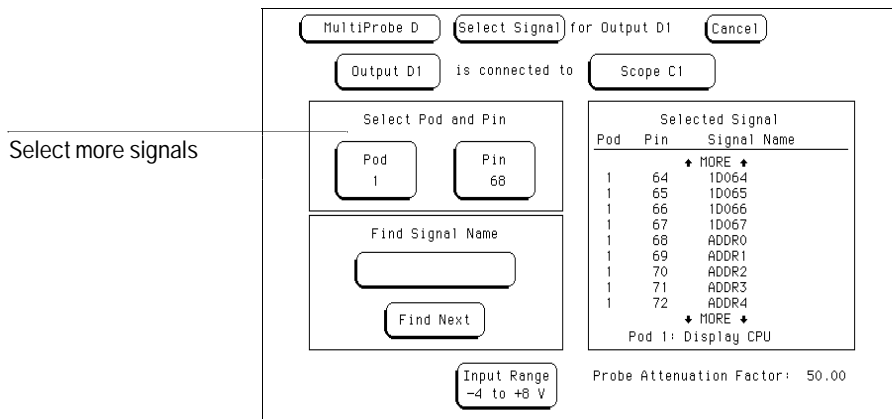 MultiProbe D Select Signal for Output D1 Cancel
Output D1 is connected to Scope C1
Select more signals
Select Pod and Pin
Pod
1
Pin
68
Find Signal Name
Find Next
Input Range
-4 to +8 V
Selected Signal
Pod Pin Signal Name
↑ MORE ↑
1 64 1D064
1 65 1D065
1 66 1D066
1 67 1D067
1 68 ADDR0
1 69 ADDR1
1 70 ADDR2
1 71 ADDR3
1 72 ADDR4
↓ MORE ↓
Pod 1: Display CPU
Probe Attenuation Factor: 50.00